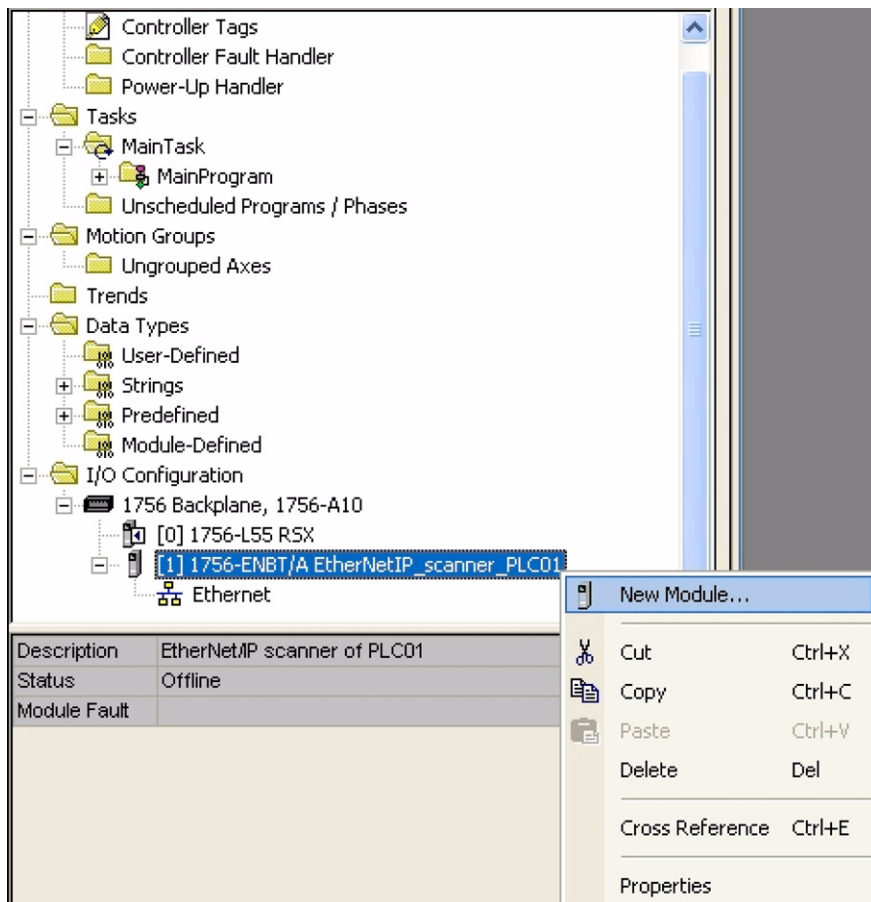 Controller Tags
Controller Fault Handler
Power-Up Handler
Tasks
MainTask
MainProgram
Unscheduled Programs / Phases
Motion Groups
Ungrouped Axes
Trends
Data Types
User-Defined
Strings
Predefined
Module-Defined
I/O Configuration
1756 Backplane, 1756-A10
[0] 1756-L55 RSX
[1] 1756-ENBT/A EtherNetIP_scanner_PLC01
Ethernet
New Module...
Cut Ctrl+X
Copy Ctrl+C
Paste Ctrl+V
Delete Del
Cross Reference Ctrl+E
Properties
Description EtherNet/IP scanner of PLC01
Status Offline
Module Fault